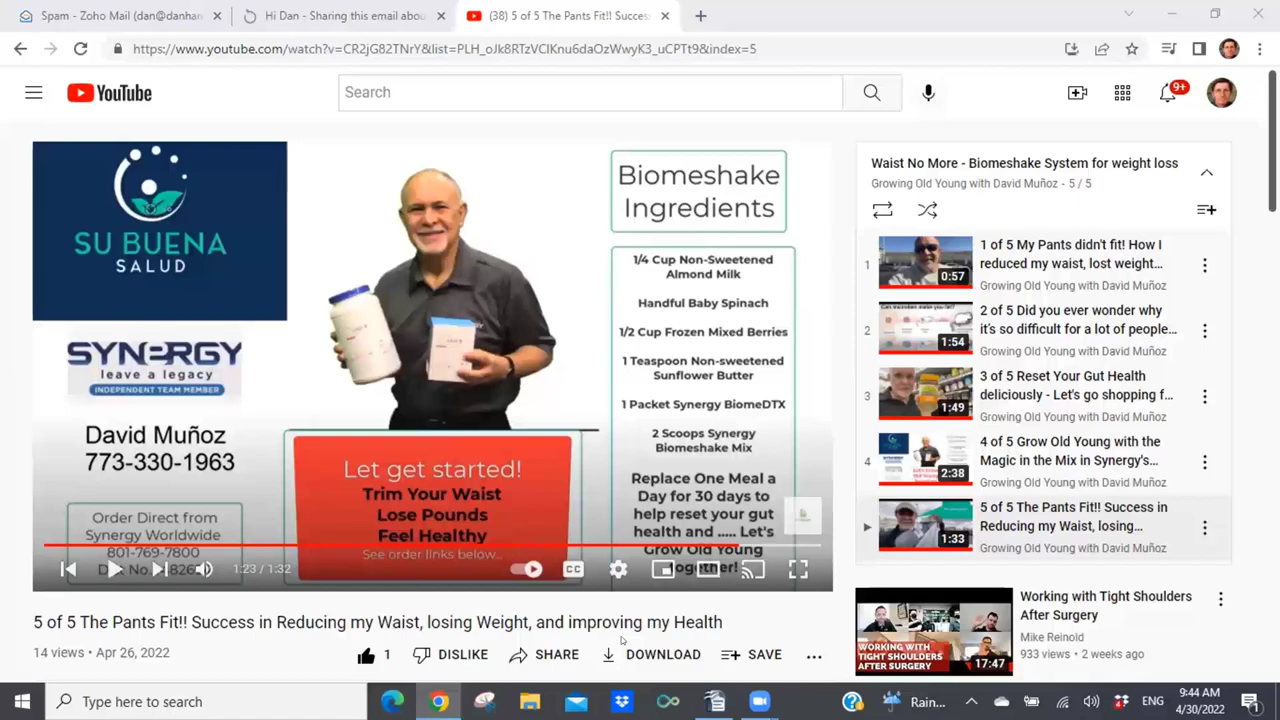 Spam - Zoho Mail (dan@danhan
Hi Dan - Sharing this email abou
(38) 5 of 5 The Pants Fit!! Succes
https://www.youtube.com/watch?v=CR2jG82TNrY&list=PLH_oJk8RTzVCIKnu6daOzWwyK3_uCPTt9&index=5
YouTube
Search
9+
SU BUENA
SALUD
SYNERGY
leave a legacy
INDEPENDENT TEAM MEMBER
David Muñoz
773-330-1963
Order Direct from
Synergy Worldwide
801-769-7800
Let get started!
Trim Your Waist
Lose Pounds
Feel Healthy
See order links below...
Biomeshake
Ingredients
1/4 Cup Non-Sweetened
Almond Milk
Handful Baby Spinach
1/2 Cup Frozen Mixed Berries
1 Teaspoon Non-sweetened
Sunflower Butter
1 Packet Synergy BiomeDTX
2 Scoops Synergy
Biomeshake Mix
Replace One Meal a
Day for 30 days to
help reset your gut
health and ..... Let's
Grow Old Young
together!
1:23 / 1:32
CC
5 of 5 The Pants Fit!! Success in Reducing my Waist, losing Weight, and improving my Health
14 views • Apr 26, 2022
1
DISLIKE
SHARE
DOWNLOAD
SAVE
Waist No More - Biomeshake System for weight loss
Growing Old Young with David Muñoz - 5 / 5
1
0:57
1 of 5 My Pants didn't fit! How I
reduced my waist, lost weight...
Growing Old Young with David Muñoz
2
1:54
2 of 5 Did you ever wonder why
it's so difficult for a lot of people...
Growing Old Young with David Muñoz
3
1:49
3 of 5 Reset Your Gut Health
deliciously - Let's go shopping f...
Growing Old Young with David Muñoz
4
2:38
4 of 5 Grow Old Young with the
Magic in the Mix in Synergy's...
Growing Old Young with David Muñoz
1:33
5 of 5 The Pants Fit!! Success in
Reducing my Waist, losing...
Growing Old Young with David Muñoz
WORKING WITH
TIGHT SHOULDERS
AFTER SURGERY
17:47
Working with Tight Shoulders
After Surgery
Mike Reinold
933 views • 2 weeks ago
Type here to search
Rain...
ENG
9:44 AM
4/30/2022
1